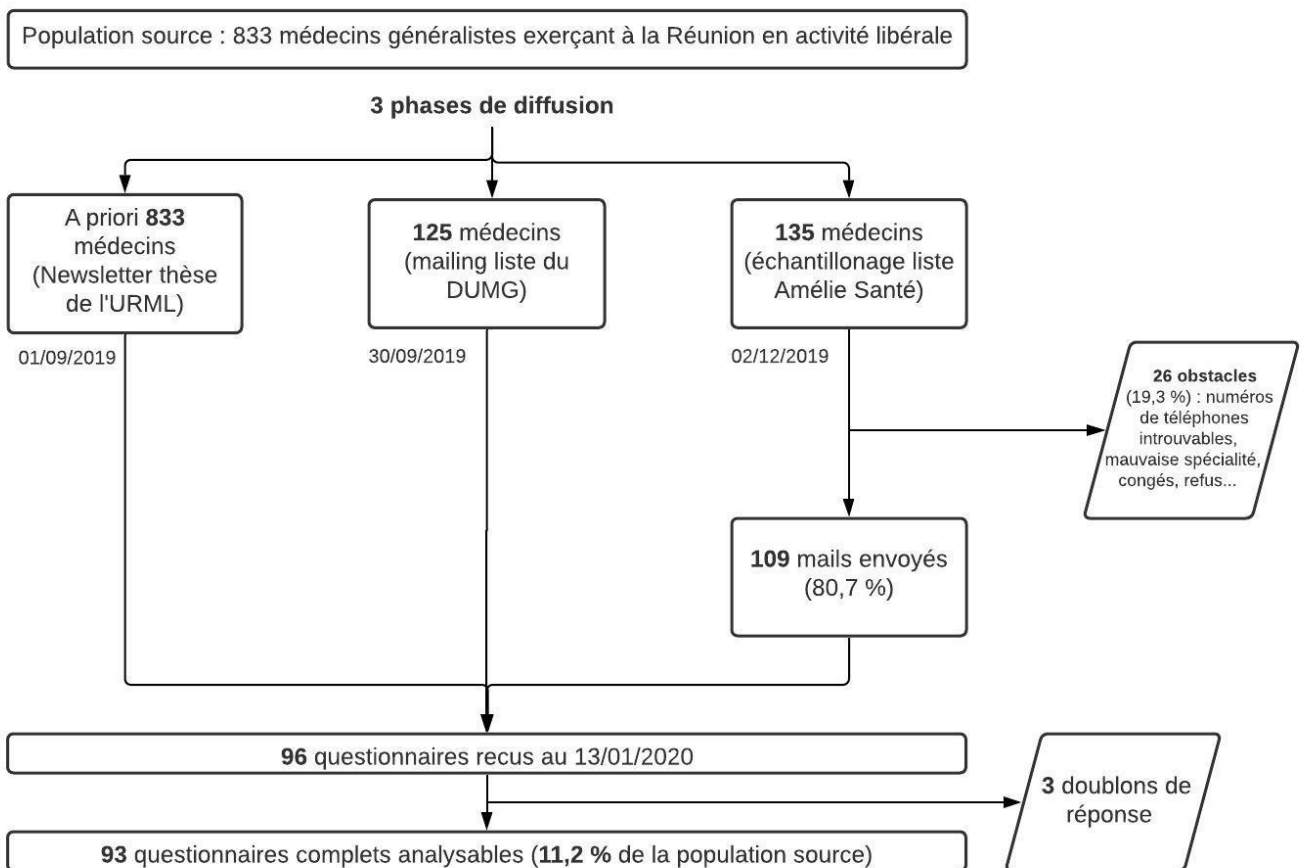 Population source : 833 médecins généralistes exerçant à la Réunion en activité libérale
3 phases de diffusion
A priori 833
médecins
(Newsletter thèse
de l'URML)
125 médecins
(mailing liste du
DUMG)
135 médecins
(échantillonage liste
Amélie Santé)
01/09/2019
30/09/2019
02/12/2019
26 obstacles
(19,3 %) : numéros
de téléphones
introuvables,
mauvaise spécialité,
congés, refus...
109 mails envoyés
(80,7 %)
96 questionnaires recus au 13/01/2020
3 doublons de
réponse
93 questionnaires complets analysables (11,2 % de la population source)